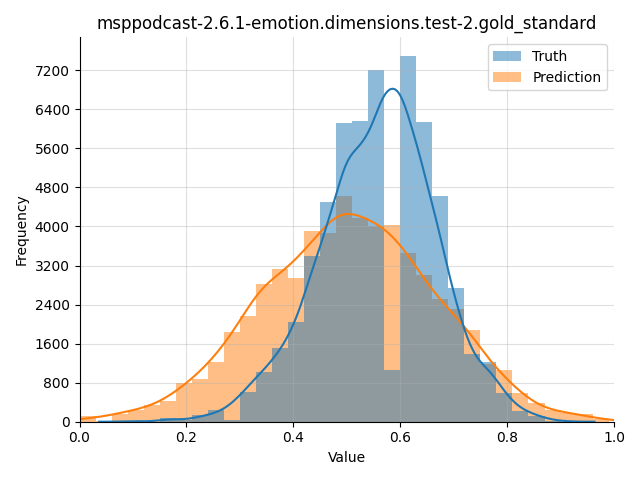 msppodcast-2.6.1-emotion.dimensions.test-2.gold_standard
Truth
Prediction
Frequency
7200
6400
5600
4800
4000
3200
2400
1600
800
0
0.0 0.2 0.4 0.6 0.8 1.0
Value